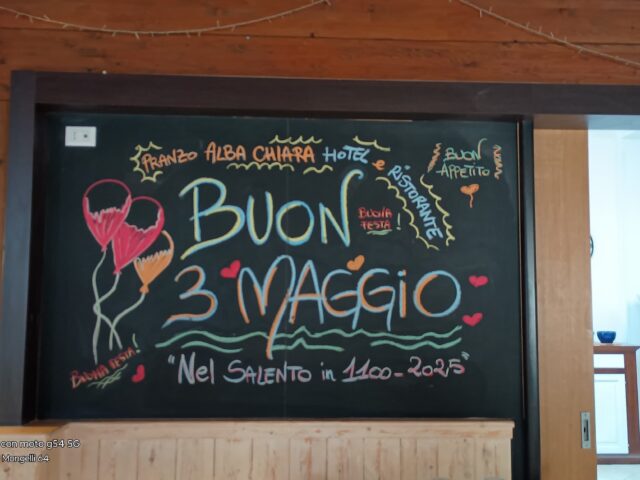 PRANZO ALBA CHIARA HOTEL e RISTORANTE
BUON
APPETITO
BUON
BUONA
FESTA!
3 MAGGIO
BUONA FESTA!
"Nel SALENTO in 1100-2025"
con moto g54 5G
Mongelli 64